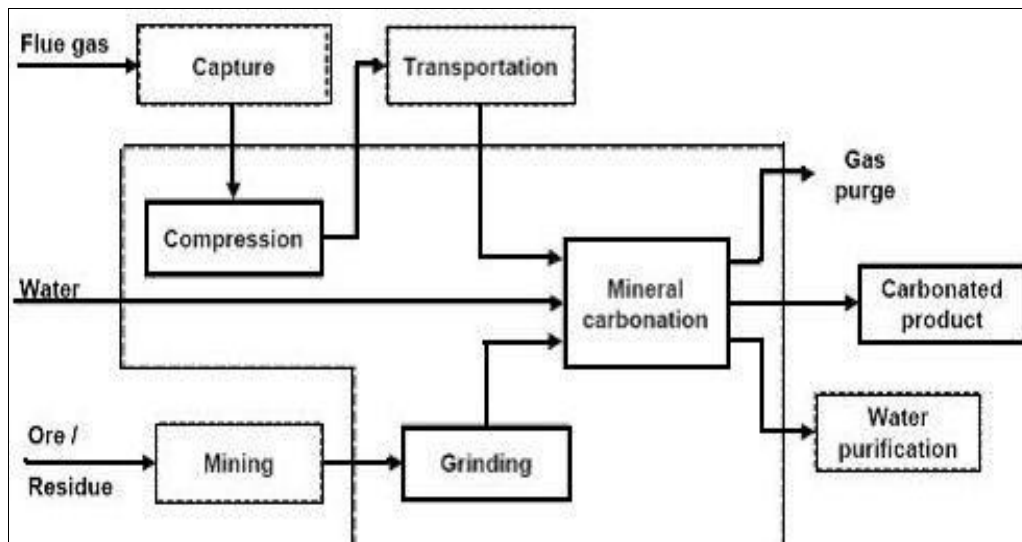 Flue gas
Capture
Transportation
Gas
purge
Compression
Water
Mineral
carbonation
Carbonated
product
Ore /
Residue
Mining
Grinding
Water
purification